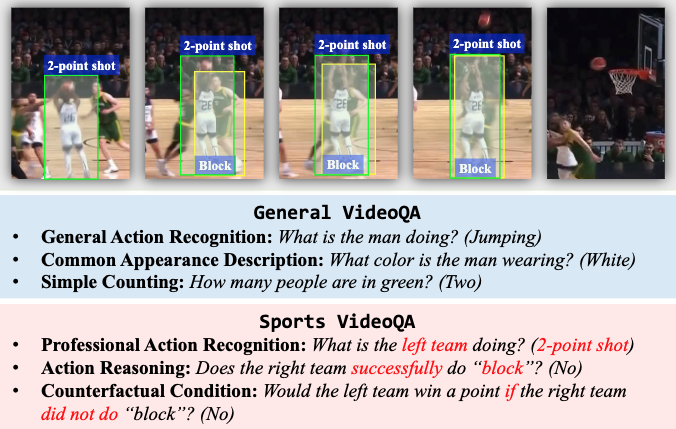 2-point shot
2-point shot
2-point shot
2-point shot
26
26
26
26
Block
Block
Block
General VideoQA
• General Action Recognition: What is the man doing? (Jumping)
• Common Appearance Description: What color is the man wearing? (White)
• Simple Counting: How many people are in green? (Two)
Sports VideoQA
• Professional Action Recognition: What is the left team doing? (2-point shot)
• Action Reasoning: Does the right team successfully do “block”? (No)
• Counterfactual Condition: Would the left team win a point if the right team
did not do “block”? (No)